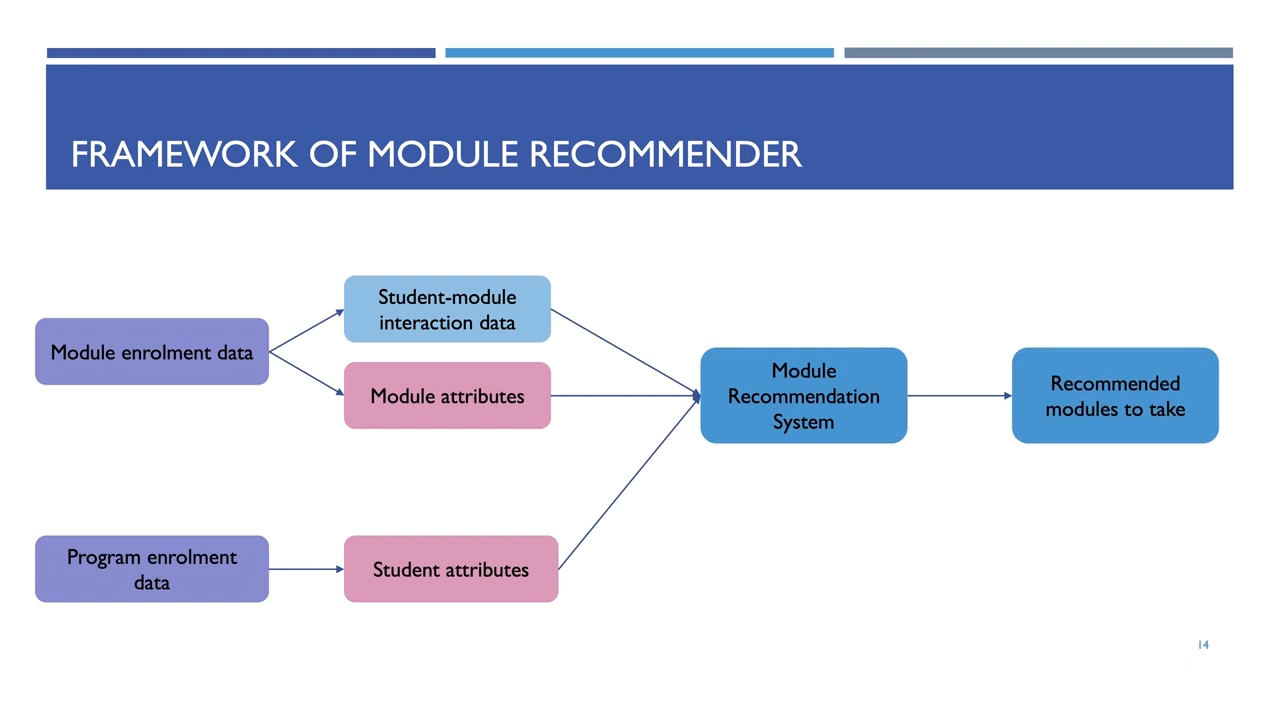 FRAMEWORK OF MODULE RECOMMENDER
Student-module
interaction data
Module enrolment data
Module attributes
Module
Recommendation
System
Recommended
modules to take
Program enrolment
data
Student attributes
14